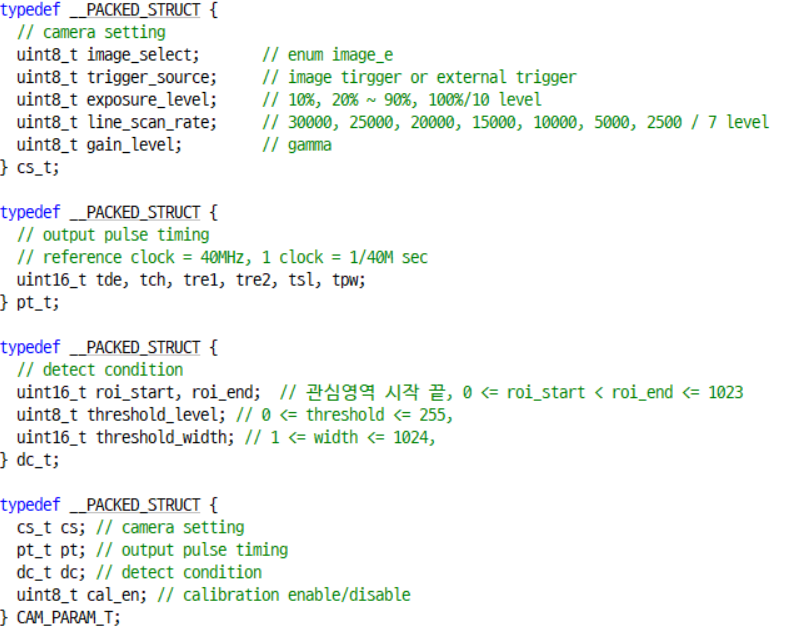 typedef __PACKED_STRUCT {
  // camera setting
  uint8_t image_select;       // enum image_e
  uint8_t trigger_source;     // image tirgger or external trigger
  uint8_t exposure_level;     // 10%, 20% ~ 90%, 100%/10 level
  uint8_t line_scan_rate;     // 30000, 25000, 20000, 15000, 10000, 5000, 2500 / 7 level
  uint8_t gain_level;         // gamma
} cs_t;

typedef __PACKED_STRUCT {
  // output pulse timing
  // reference clock = 40MHz, 1 clock = 1/40M sec
  uint16_t tde, tch, tre1, tre2, tsl, tpw;
} pt_t;

typedef __PACKED_STRUCT {
  // detect condition
  uint16_t roi_start, roi_end;  // 관심영역 시작 끝, 0 <= roi_start < roi_end <= 1023
  uint8_t threshold_level; // 0 <= threshold <= 255,
  uint16_t threshold_width; // 1 <= width <= 1024,
} dc_t;

typedef __PACKED_STRUCT {
  cs_t cs; // camera setting
  pt_t pt; // output pulse timing
  dc_t dc; // detect condition
  uint8_t cal_en; // calibration enable/disable
} CAM_PARAM_T;